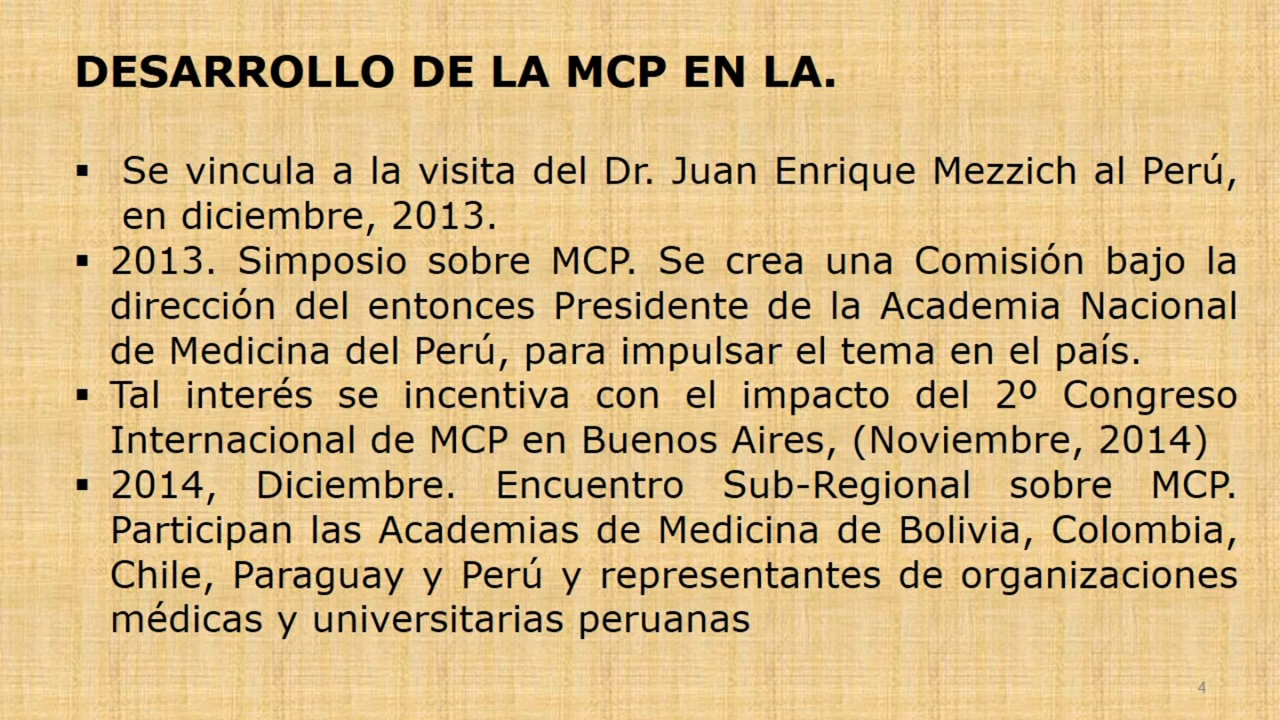 DESARROLLO DE LA MCP EN LA.
▪ Se vincula a la visita del Dr. Juan Enrique Mezzich al Perú,
en diciembre, 2013.
▪ 2013. Simposio sobre MCP. Se crea una Comisión bajo la
dirección del entonces Presidente de la Academia Nacional
de Medicina del Perú, para impulsar el tema en el país.
▪ Tal interés se incentiva con el impacto del 2º Congreso
Internacional de MCP en Buenos Aires, (Noviembre, 2014)
▪ 2014, Diciembre. Encuentro Sub-Regional sobre MCP.
Participan las Academias de Medicina de Bolivia, Colombia,
Chile, Paraguay y Perú y representantes de organizaciones
médicas y universitarias peruanas
4